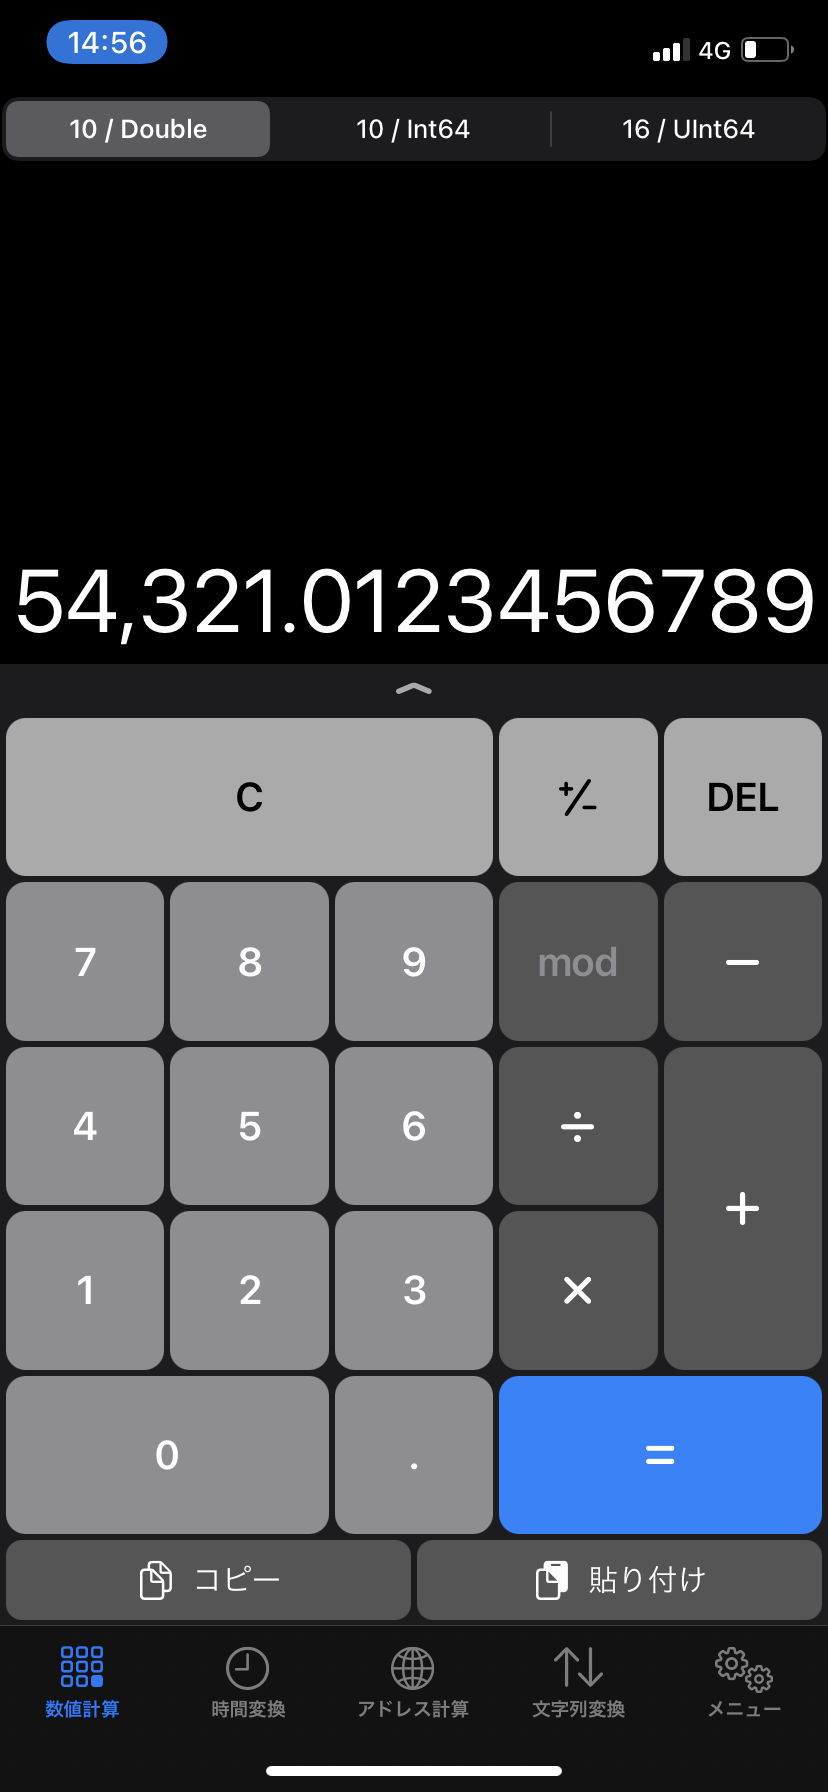 14:56 4G
10 / Double 10 / Int64 16 / UInt64
54,321.0123456789
C +/− DEL
7 8 9 mod −
4 5 6 ÷
+
1 2 3 ×
0 . =
コピー 貼り付け
数値計算 時間変換 アドレス計算 文字列変換 メニュー